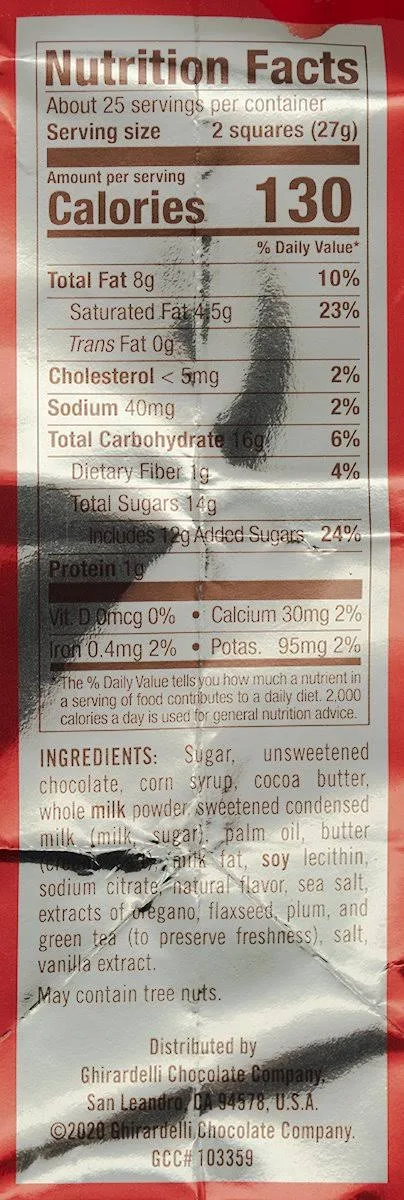 Nutrition Facts
About 25 servings per container
Serving size 2 squares (27g)
Amount per serving
Calories 130
% Daily Value*
Total Fat 8g 10%
Saturated Fat 4.5g 23%
Trans Fat 0g
Cholesterol < 5mg 2%
Sodium 40mg 2%
Total Carbohydrate 16g 6%
Dietary Fiber 1g 4%
Total Sugars 14g
Includes 12g Added Sugars 24%
Protein 1g
Vit. D 0mcg 0% • Calcium 30mg 2%
Iron 0.4mg 2% • Potas. 95mg 2%
*The % Daily Value tells you how much a nutrient in
a serving of food contributes to a daily diet. 2,000
calories a day is used for general nutrition advice.
INGREDIENTS: Sugar, unsweetened
chocolate, corn syrup, cocoa butter,
whole milk powder, sweetened condensed
milk (milk, sugar), palm oil, butter
milk fat, soy lecithin,
sodium citrate, natural flavor, sea salt,
extracts of oregano, flaxseed, plum, and
green tea (to preserve freshness), salt,
vanilla extract.
May contain tree nuts.
Distributed by
Ghirardelli Chocolate Company,
San Leandro, CA 94578, U.S.A.
©2020 Ghirardelli Chocolate Company.
GCC# 103359